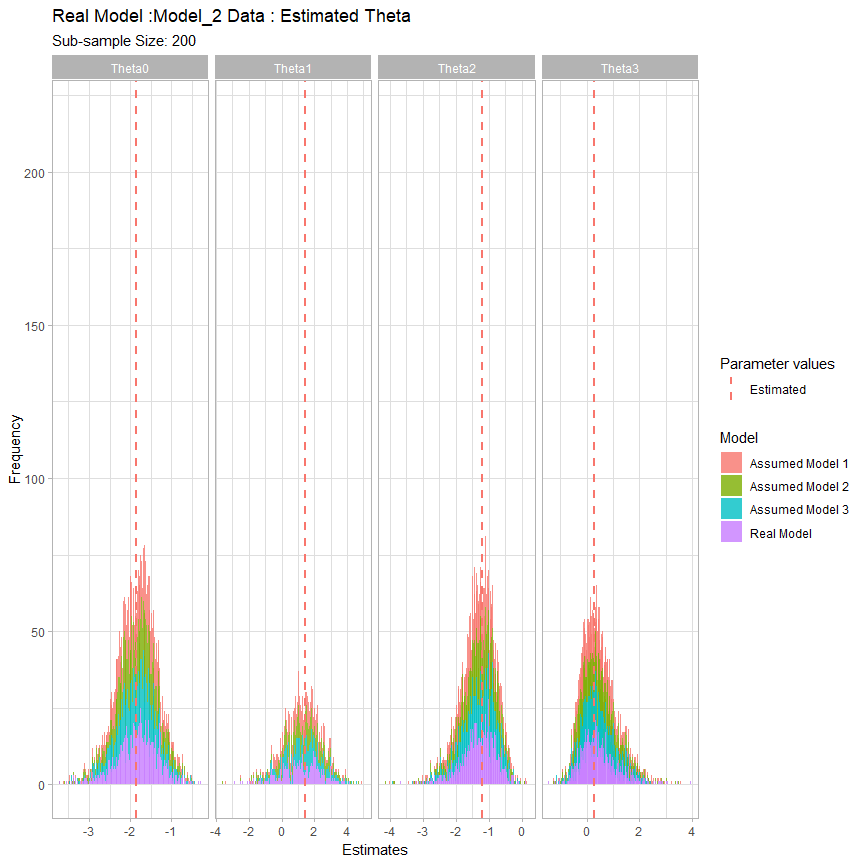 Real Model :Model_2 Data : Estimated Theta
Sub-sample Size: 200
Theta0 Theta1 Theta2 Theta3
200
150
100
50
0
Frequency
-3 -2 -1 -4 -2 0 2 4 -4 -3 -2 -1 0 0 2 4
Estimates
Parameter values
Estimated
Model
Assumed Model 1
Assumed Model 2
Assumed Model 3
Real Model